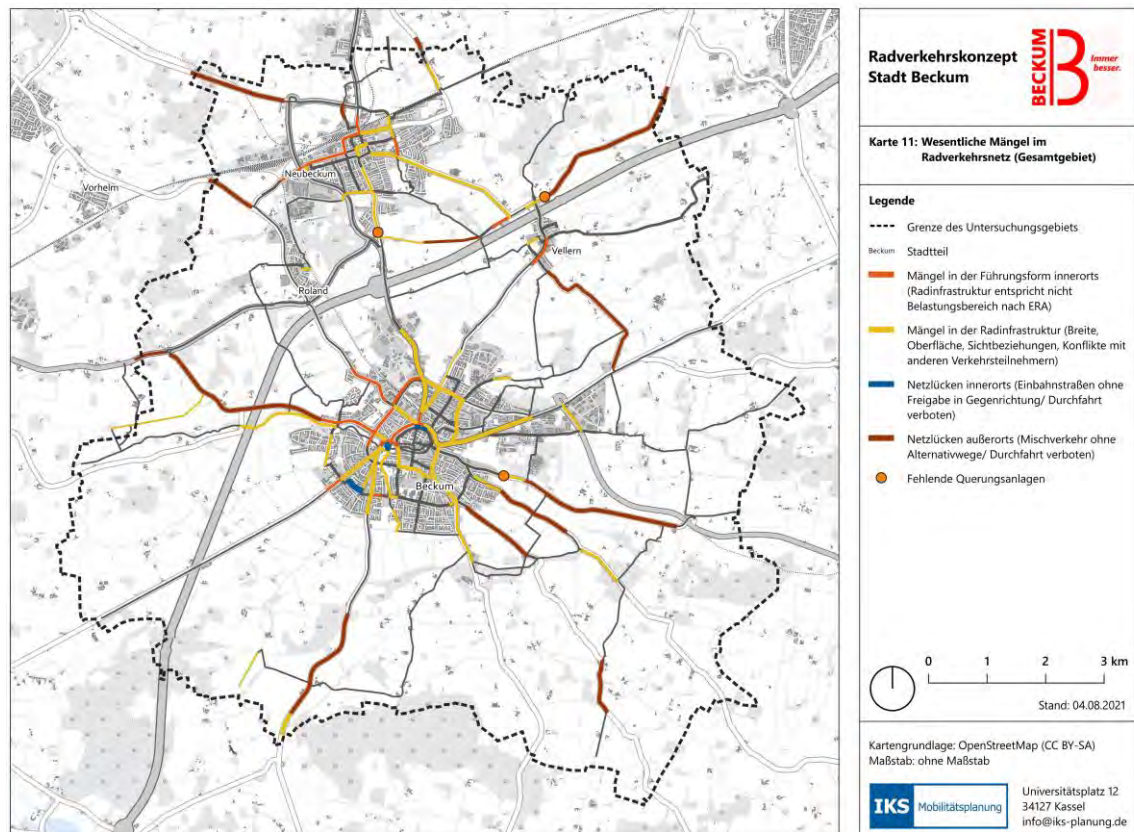 Radverkehrskonzept
Stadt Beckum
BECKUM
Immer
besser.
Karte 11: Wesentliche Mängel im
Radverkehrsnetz (Gesamtgebiet)
Legende
Grenze des Untersuchungsgebiets
Beckum Stadtteil
Mängel in der Führungsform innerorts
(Radinfrastruktur entspricht nicht
Belastungsbereich nach ERA)
Mängel in der Radinfrastruktur (Breite,
Oberfläche, Sichtbeziehungen, Konflikte mit
anderen Verkehrsteilnehmern)
Netzlücken innerorts (Einbahnstraßen ohne
Freigabe in Gegenrichtung/ Durchfahrt
verboten)
Netzlücken außerorts (Mischverkehr ohne
Alternativwege/ Durchfahrt verboten)
Fehlende Querungsanlagen
0 1 2 3 km
Stand: 04.08.2021
Kartengrundlage: OpenStreetMap (CC BY-SA)
Maßstab: ohne Maßstab
IKS Mobilitätsplanung
Universitätsplatz 12
34127 Kassel
info@iks-planung.de
Neubeckum
Vorhelm
Vellern
Roland
Beckum